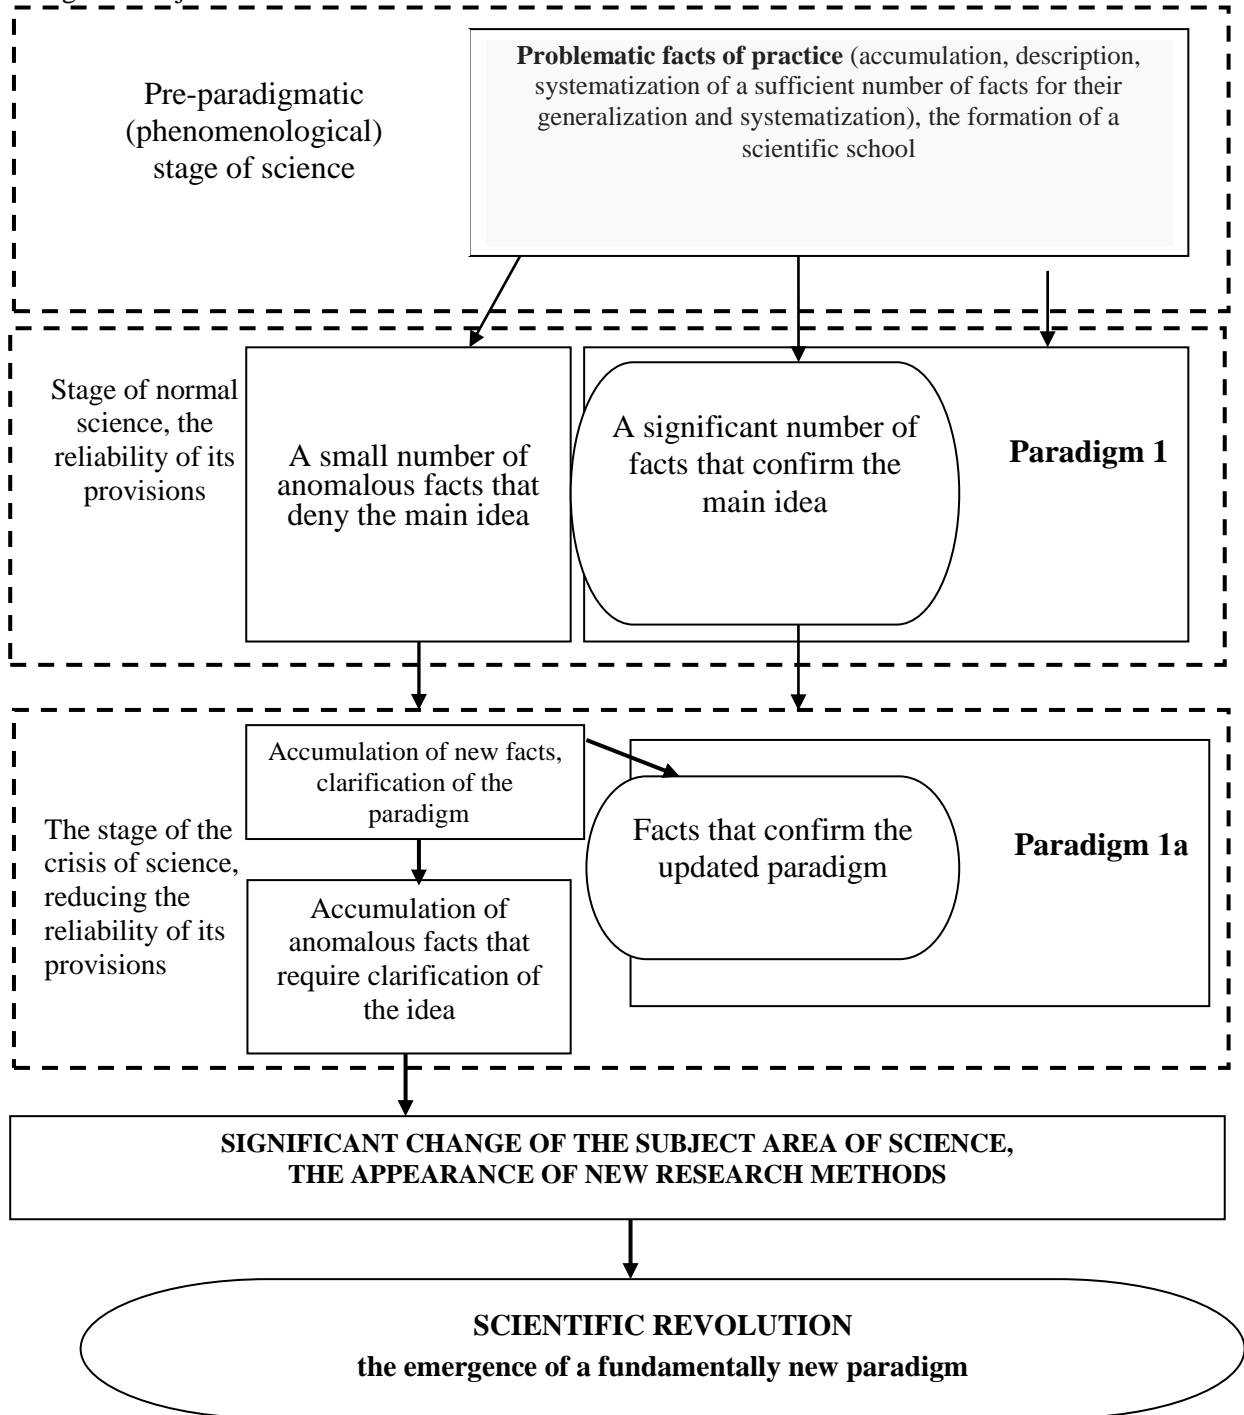 Problematic facts of practice (accumulation, description,
systematization of a sufficient number of facts for their
generalization and systematization), the formation of a
scientific school
Pre-paradigmatic
(phenomenological)
stage of science
Stage of normal
science, the
reliability of its
provisions
A small number of
anomalous facts that
deny the main idea
A significant number of
facts that confirm the
main idea
Paradigm 1
Accumulation of new facts,
clarification of the
paradigm
The stage of the
crisis of science,
reducing the
reliability of its
provisions
Facts that confirm the
updated paradigm
Paradigm 1a
Accumulation of
anomalous facts that
require clarification of
the idea
SIGNIFICANT CHANGE OF THE SUBJECT AREA OF SCIENCE,
THE APPEARANCE OF NEW RESEARCH METHODS
SCIENTIFIC REVOLUTION
the emergence of a fundamentally new paradigm